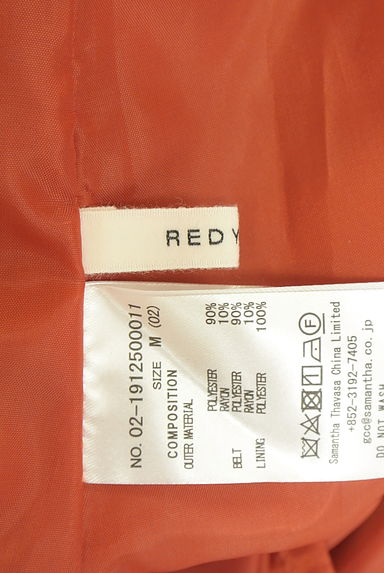 REDY
NO. 02-1912500011
SIZE M (02)
COMPOSITION
OUTER MATERIAL
POLYESTER 90%
RAYON 10%
BELT POLYESTER 90%
RAYON 10%
LINING POLYESTER 100%
Samantha Thavasa China Limited
+852-3192-7405
gcc@samantha.co.jp
DO NOT WASH